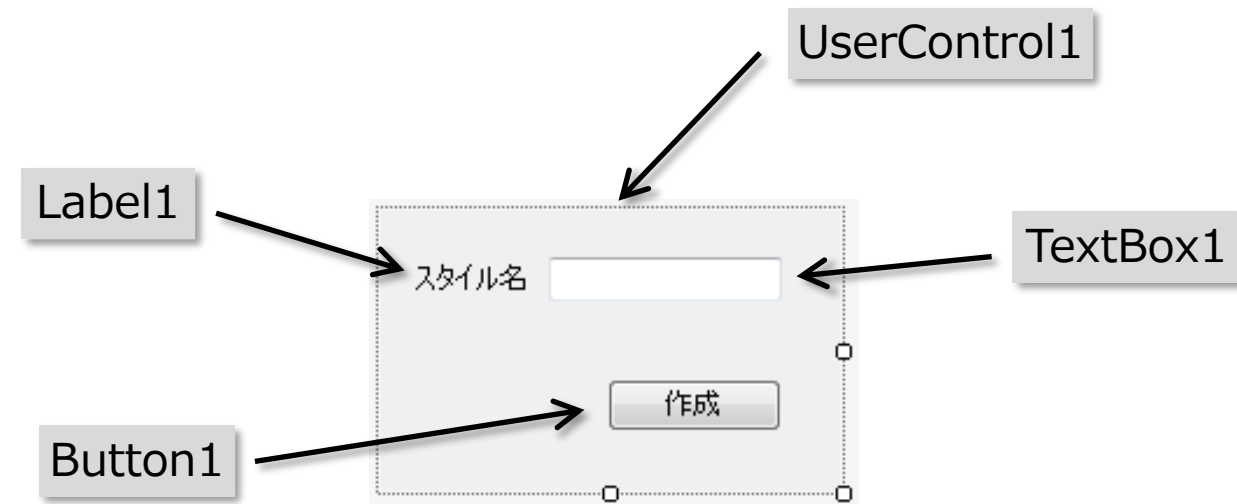 UserControl1
Label1
スタイル名
TextBox1
作成
Button1